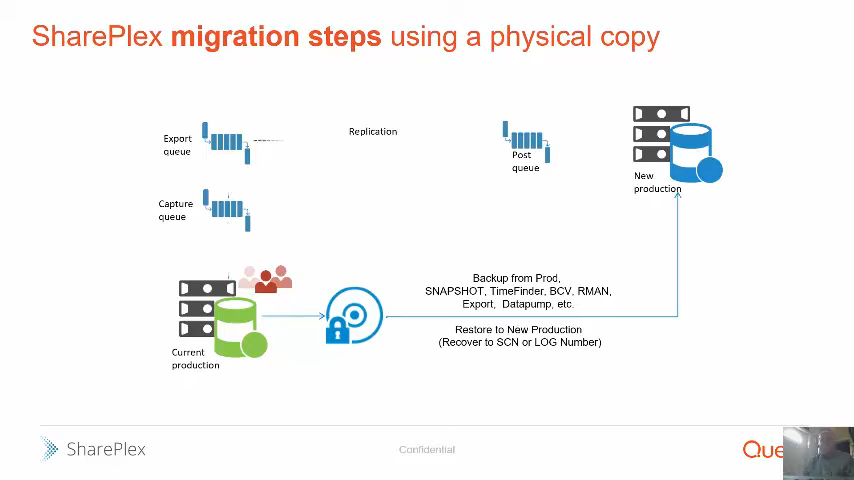 SharePlex migration steps using a physical copy
Export
queue
Replication
Post
queue
New
production
Capture
queue
Backup from Prod,
SNAPSHOT, TimeFinder, BCV, RMAN,
Export, Datapump, etc.
Restore to New Production
(Recover to SCN or LOG Number)
Current
production
SharePlex
Confidential
Que